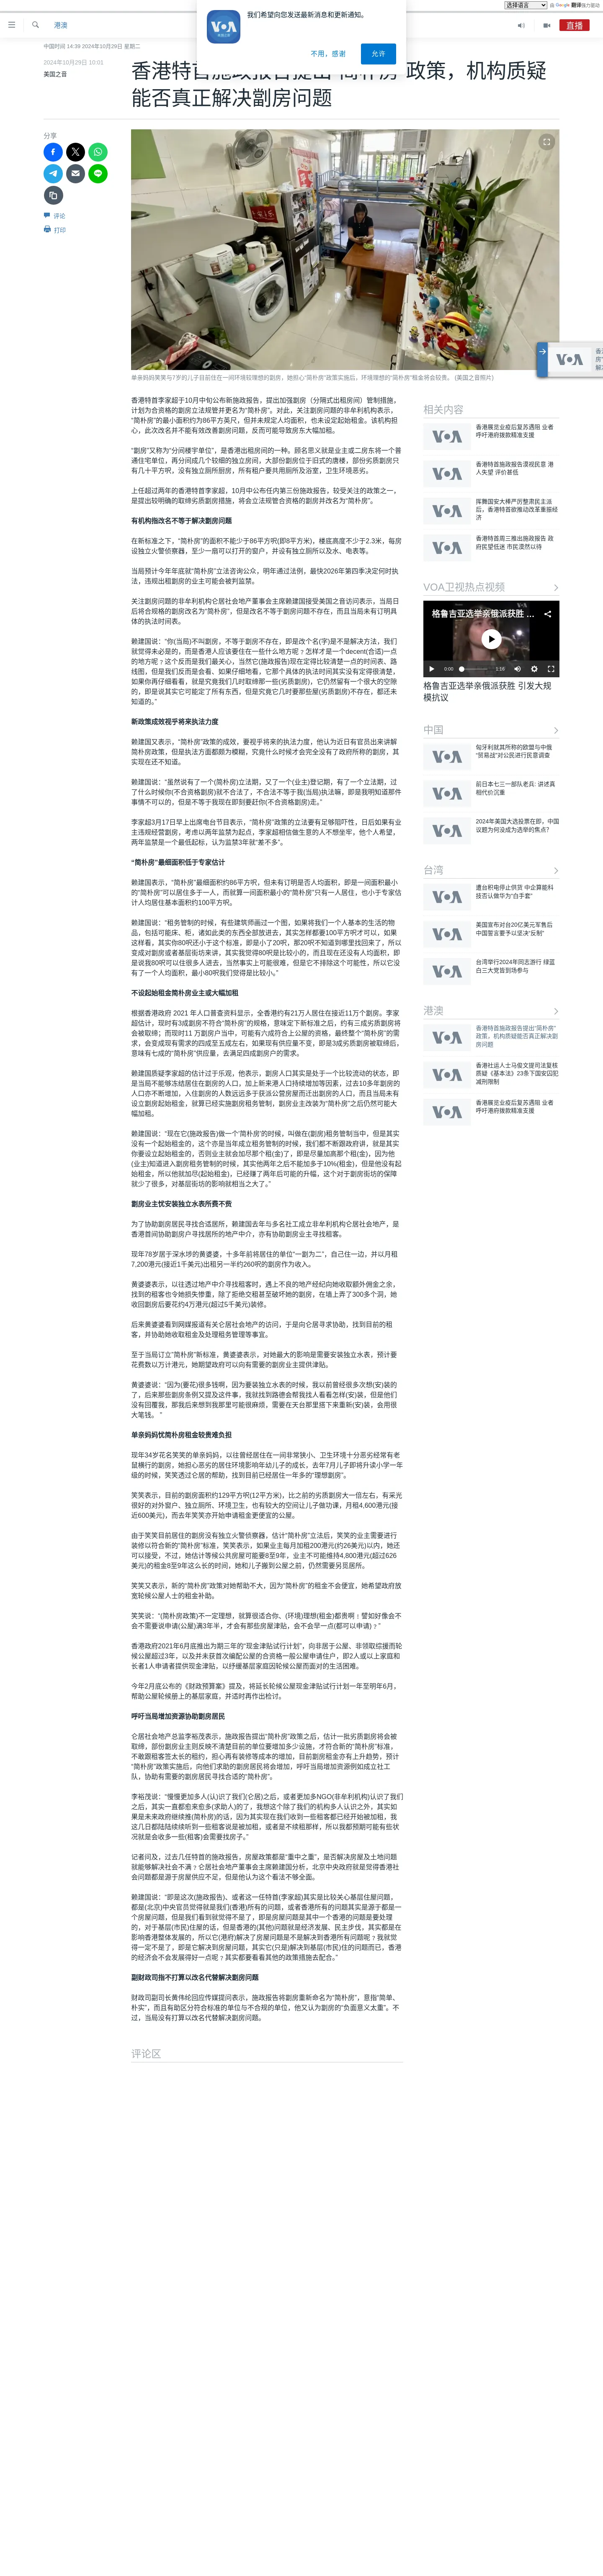 选择语言
由 Google 翻译强力驱动
我们希望向您发送最新消息和更新通知。
不用，感谢
允许
港澳
直播
中国时间 14:39 2024年10月29日 星期二
2024年10月29日 10:01
美国之音
政策，机构质疑
能否真正解决劏房问题
分享
评论
打印
单亲妈妈笑笑与7岁的儿子目前住在一间环境较理想的劏房，她担心“简朴房”政策实施后，环境理想的“简朴房”租金将会较贵。 (美国之音照片)
香港特首李家超于10月中旬公布新施政报告，提出加强劏房（分隔式出租房间）管制措施，
计划为合资格的劏房立法规管并更名为“简朴房”。对此，关注劏房问题的非牟利机构表示，
“简朴房”的最小面积约为86平方英尺，但并未规定人均面积，也未设定起始租金。该机构担
心，此次改名并不能有效改善劏房问题，反而可能导致房东大幅加租。
“劏房”又称为“分间楼宇单位”，是香港出租房间的一种。顾名思义就是业主或二房东将一个普
通住宅单位，再分间成几个较细的独立房间，大部份劏房位于旧式的唐楼，部份劣质劏房只
有几十平方呎，没有独立厕所厨房，所有租户要共用厕所及浴室，卫生环境恶劣。
上任超过两年的香港特首李家超，10月中公布任内第三份施政报告，较受关注的政策之一，
是提出较明确的取缔劣质劏房措施，将会立法规管合资格的劏房并改名为“简朴房”。
有机构指改名不等于解决劏房问题
在新标准之下，“简朴房”的面积不能少于86平方呎(即8平方米)，楼底高度不少于2.3米，每房
设独立火警侦察器，至少一扇可以打开的窗户，并设有独立厕所以及水、电表等。
当局预计今年年底就“简朴房”立法咨询公众，明年通过法例，最快2026年第四季决定何时执
法，违规出租劏房的业主可能会被判监禁。
关注劏房问题的非牟利机构仑居社会地产董事会主席赖建国接受美国之音访问表示，当局日
后将合规格的劏房改名为“简朴房”，但是改名不等于劏房问题不存在，而且当局未有订明具
体的执法时间表。
赖建国说：“你(当局)不叫劏房，不等于劏房不存在，即是改个名(字)是不是解决方法，我们
就觉得未必是的，而是香港人应该要住在一些什么地方呢？怎样才是一个decent(合适)一点
的地方呢？这个反而是我们最关心，当然它(施政报告)现在定得比较清楚一点的时间表、路
线图，但是我们反而是会看、如果仔细地看，它那个具体的执法时间其实没有定得很清楚，
如果你再仔细都看，就是究竟我们几时取缔那一些(劣质劏房)，它仍然留有一个很大的尾巴
的，即是说其实它可能定了所有东西，但是究竟它几时要那些屋(劣质劏房)不存在，都还未
知道的。”
新政策成效视乎将来执法力度
赖建国又表示，“简朴房”政策的成效，要视乎将来的执法力度，他认为近日有官员出来讲解
简朴房政策，但是执法方面都颇为模糊，究竟什么时候才会完全没有了政府所称的劏房，其
实现在还不知道。
赖建国说：“虽然说有了一个(简朴房)立法期，又了一个(业主)登记期，有了一个立法期，过
了什么时候你(不合资格劏房)就不合法了，不合法不等于我(当局)执法嘛，即是我明知道那件
事情不可以的，但是不等于我现在即刻要赶你(不合资格劏房)走。”
李家超3月17日早上出席电台节目表示，“简朴房”政策的立法要有足够阻吓性，日后如果有业
主违规经营劏房，考虑以两年监禁为起点，李家超相信做生意的人不想坐牢，他个人希望，
两年监禁是一个最低起标，认为监禁3年就“差不多”。
“简朴房”最细面积低于专家估计
赖建国表示，“简朴房”最细面积约86平方呎，但未有订明是否人均面积，即是一间面积最小
的“简朴房”可以居住多于一人，而就算一间面积最小的“简朴房”只有一人居住，也小于专家估
计人均居住基本面积约100平方呎。
赖建国说：“租务管制的时候，有些建筑师画过一个图，如果将我们一个人基本的生活的物
品，包括可能床、柜，诸如此类的东西全部放进去，其实怎样都要100平方呎才可以，如果
这样看，其实你80呎还小于这个标准，即是小了20呎，那20呎不知道到哪里找回来了，所以
变成对劏房或者基层街坊来讲，其实我觉得80呎是比较小的，而且现在还没有人均面积，即
是说我是80呎可以住很多人进去，当然事实上可能很难，但是它不排除这个可能性，所以它没
有了一个人均面积，最小80呎我们觉得是比较小。”
不设起始租金简朴房业主或大幅加租
根据香港政府 2021 年人口普查资料显示，全香港约有21万人居住在接近11万个劏房。李家
超估计，现时有3成劏房不符合“简朴房”的规格，意味定下新标准之后，约有三成劣质劏房将
会被取缔；而现时11 万劏房户当中，可能有六成符合上公屋的资格，最终需要“简朴房”的需
求，会变成现有需求的四成至五成左右，如果现有供应量不变，即是3成劣质劏房被取缔后，
意味有七成的“简朴房”供应量，去满足四成劏房户的需求。
赖建国质疑李家超的估计过于乐观，他表示，劏房人口其实是处于一个比较流动的状态，即
是当局不能够冻结居住在劏房的人口，加上新来港人口持续增加等因素，过去10多年劏房的
人口亦不断增加，入住劏房的人数远远多于获派公营房屋而迁出劏房的人口，而且当局未有
设立劏房起始租金，就算已经实施劏房租务管制，劏房业主改装为“简朴房”之后仍然可能大
幅加租。
赖建国说：“现在它(施政报告)做一个‘简朴房’的时候，叫做在(劏房)租务管制当中，但是其实
没有一个起始租金的，这个亦是当年成立租务管制的时候，我们都不断跟政府讲，就是其实
你要设立起始租金的，否则业主就会加尽那个租(金)了，即是尽量加高那个租(金)，因为他
(业主)知道进入劏房租务管制的时候，其实他两年之后不能加多于10%(租金)，但是他没有起
始租金，所以他就加尽(起始租金)，已经赚了两年后可能的升幅，这个对于劏房街坊的保障
就少了很多，对基层街坊的影响就相当之大了。”
劏房业主忧安装独立水表所费不赀
为了协助劏房居民寻找合适居所，赖建国去年与多名社工成立非牟利机构仑居社会地产，是
香港首间协助劏房户寻找居所的地产中介，亦有协助劏房业主寻找租客。
现年78岁居于深水埗的黄婆婆，十多年前将居住的单位“一劏为二”，自己住一边，并以月租
7,200港元(接近1千美元)出租另一半约260呎的劏房作为收入。
黄婆婆表示，以往透过地产中介寻找租客时，遇上不良的地产经纪向她收取额外佣金之余，
找到的租客也令她损失惨重，除了拒绝交租甚至破坏她的劏房，在墙上弄了300多个洞，她
收回劏房后要花约4万港元(超过5千美元)装修。
后来黄婆婆看到网媒报道有关仑居社会地产的访问，于是向仑居寻求协助，找到目前的租
客，并协助她收取租金及处理租务管理等事宜。
至于当局订立“简朴房”新标准，黄婆婆表示，对她最大的影响是需要安装独立水表，预计要
花费数以万计港元，她期望政府可以向有需要的劏房业主提供津贴。
黄婆婆说：“因为(要花)很多钱啊，因为要装独立水表的时候，我以前曾经很多次想(安)装的
了，后来那些劏房条例又提及这件事，我就找到路德会帮我找人看看怎样(安)装，但是他们
没有回覆我，那我后来想到我那里可能很麻烦，需要在天台那里搭下来重新(安)装，会用很
大笔钱。 ”
单亲妈妈忧简朴房租金较贵难负担
现年34岁花名笑笑的单亲妈妈，以往曾经居住在一间非常狭小、卫生环境十分恶劣经常有老
鼠横行的劏房，她担心恶劣的居住环境影响年幼儿子的成长，去年7月儿子即将升读小学一年
级的时候，笑笑透过仑居的帮助，找到目前已经居住一年多的“理想劏房”。
笑笑表示，目前的劏房面积约129平方呎(12平方米)，比之前的劣质劏房大一倍左右，有采光
很好的对外窗户、独立厕所、环境卫生，也有较大的空间让儿子做功课，月租4,600港元(接
近600美元)，而去年笑笑亦开始申请租金更便宜的公屋。
由于笑笑目前居住的劏房没有独立火警侦察器，估计“简朴房”立法后，笑笑的业主需要进行
装修以符合新的“简朴房”标准，笑笑表示，如果业主每月加租200港元(约26美元)以内，她还
可以接受，不过，她估计等候公共房屋可能要8至9年，业主不可能维持4,800港元(超过626
美元)的租金8至9年这么长的时间，她和儿子搬到公屋之前，仍然需要另觅居所。
笑笑又表示，新的“简朴房”政策对她帮助不大，因为“简朴房”的租金不会便宜，她希望政府放
宽轮候公屋人士的租金补助。
笑笑说：“(简朴房政策)不一定理想，就算很适合你、(环境)理想(租金)都贵啊﹗譬如好像会不
会不需要说申请(公屋)满3年半，才会有那些房屋津贴，会不会早一点(都可以申请)？”
香港政府2021年6月底推出为期三年的“现金津贴试行计划”，向非居于公屋、非领取综援而轮
候公屋超过3年，以及并未获首次编配公屋的合资格一般公屋申请住户，即2人或以上家庭和
长者1人申请者提供现金津贴，以纾缓基层家庭因轮候公屋而面对的生活困难。
今年2月底公布的《财政预算案》提及，将延长轮候公屋现金津贴试行计划一年至明年6月，
帮助公屋轮候册上的基层家庭，并适时再作出检讨。
呼吁当局增加资源协助劏房居民
仑居社会地产总监李裕茂表示，施政报告提出“简朴房”政策之后，估计一批劣质劏房将会被
取缔，部份劏房业主则反映不清楚目前的单位要增加多少设施，才符合新的“简朴房”标准，
不敢跟租客签太长的租约，担心再有装修等成本的增加，目前劏房租金亦有上升趋势，预计
“简朴房”政策实施后，向他们求助的劏房居民将会增加，呼吁当局增加资源例如成立社工
队，协助有需要的劏房居民寻找合适的“简朴房”。
李裕茂说：“慢慢更加多人(认)识了我们(仑居)之后，或者更加多NGO(非牟利机构)认识了我们
之后，其实一直都愈来愈多(求助人)的了，我想这个除了我们的机构多人认识之外，其实如
果是未来政府继续推(简朴房)的话，因为其实现在我们收到一些租客都已经开始被加租，我
这几日都陆陆续续听到一些租客说是被加租，或者是不续租那样，所以我都预期可能有些状
况就是会收多一些(租客)会需要找房子。”
记者问及，过去几任特首的施政报告，房屋政策都是“重中之重”，是否解决房屋及土地问题
就能够解决社会不满﹖仑居社会地产董事会主席赖建国分析，北京中央政府就是觉得香港社
会问题都是源于房屋供应不足，但是他认为这个看法不够全面。
赖建国说：“即是这次(施政报告)、或者这一任特首(李家超)其实是比较关心基层住屋问题，
都是(北京)中央官员觉得就是我们(香港)所有的问题，或者香港所有的问题其实是源于都是一
个房屋问题，但是我们看到就觉得不是了，即是房屋问题是其中一个香港的问题是要处理
的，对于基层(市民)住屋的话，但是香港的(其他)问题就是经济发展、民主步伐，其实都是在
影响香港整体发展的，所以它(港府)解决了房屋问题是不是解决到香港所有问题呢﹖我就觉
得一定不是了，即是它解决到房屋问题，其实它(只是)解决到基层(市民)住的问题而已，香港
的经济会不会发展得好一点呢﹖其实都要看看其他的政策措施去配合。”
副财政司指不打算以改名代替解决劏房问题
财政司副司长黄伟纶回应传媒提问表示，施政报告将劏房重新命名为“简朴房”，意指“简单、
朴实”，而且有助区分符合标准的单位与不合规的单位，他又认为劏房的“负面意义太重”。不
过，当局没有打算以改名代替解决劏房问题。
评论区
相关内容
香港展览业疫后复苏遇阻 业者
呼吁港府拨款精准支援
香港特首施政报告漠视民意 港
人失望 评价甚低
挥舞国安大棒严厉整肃民主派
后，香港特首欲推动改革重振经
济
香港特首周三推出施政报告 政
府民望低迷 市民漠然以待
VOA卫视热点视频
格鲁吉亚选举亲俄派获胜 ...
0:00
1:16
格鲁吉亚选举亲俄派获胜 引发大规
模抗议
中国
匈牙利就其所称的欧盟与中俄
“贸易战”对公民进行民意调查
前日本七三一部队老兵: 讲述真
相代价沉重
2024年美国大选投票在即，中国
议题为何没成为选举的焦点？
台湾
遭台积电停止供货 中企算能科
技否认做华为“白手套”
美国宣布对台20亿美元军售后
中国誓言要予以坚决“反制”
台湾举行2024年同志游行 绿蓝
白三大党皆到场参与
港澳
香港特首施政报告提出“简朴房”
政策，机构质疑能否真正解决劏
房问题
香港社运人士马俊文提司法复核
质疑《基本法》23条下国安囚犯
减刑限制
香港展览业疫后复苏遇阻 业者
呼吁港府拨款精准支援